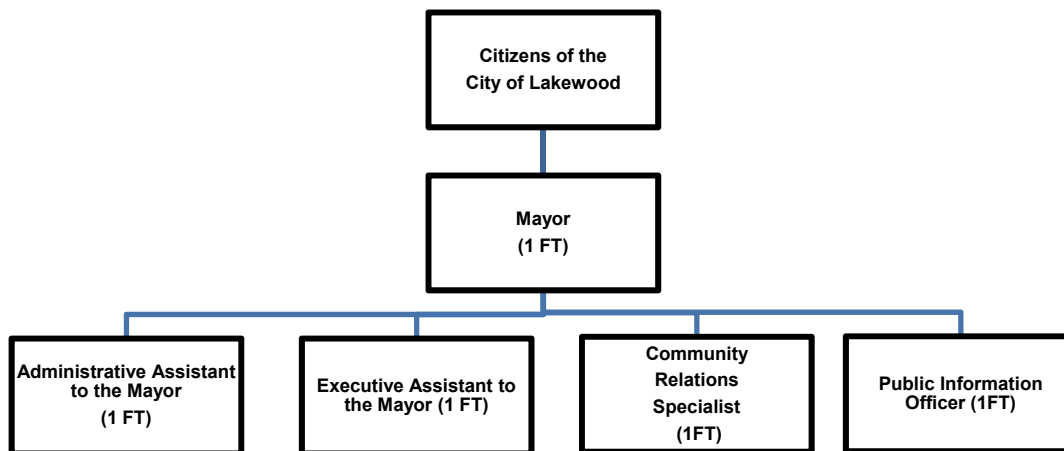 Citizens of the
City of Lakewood
Mayor
(1 FT)
Administrative Assistant
to the Mayor
(1 FT)
Executive Assistant to
the Mayor (1 FT)
Community
Relations
Specialist
(1FT)
Public Information
Officer (1FT)